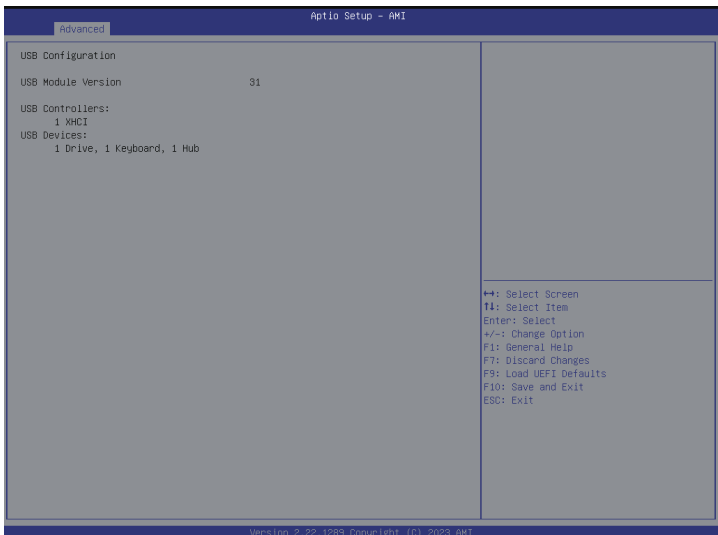 Aptio Setup – AMI
Advanced
USB Configuration
USB Module Version 31
USB Controllers:
1 XHCI
USB Devices:
1 Drive, 1 Keyboard, 1 Hub
↔: Select Screen
↑↓: Select Item
Enter: Select
+/-: Change Option
F1: General Help
F7: Discard Changes
F9: Load UEFI Defaults
F10: Save and Exit
ESC: Exit
Version 2.22.1289 Copyright (C) 2023 AMI